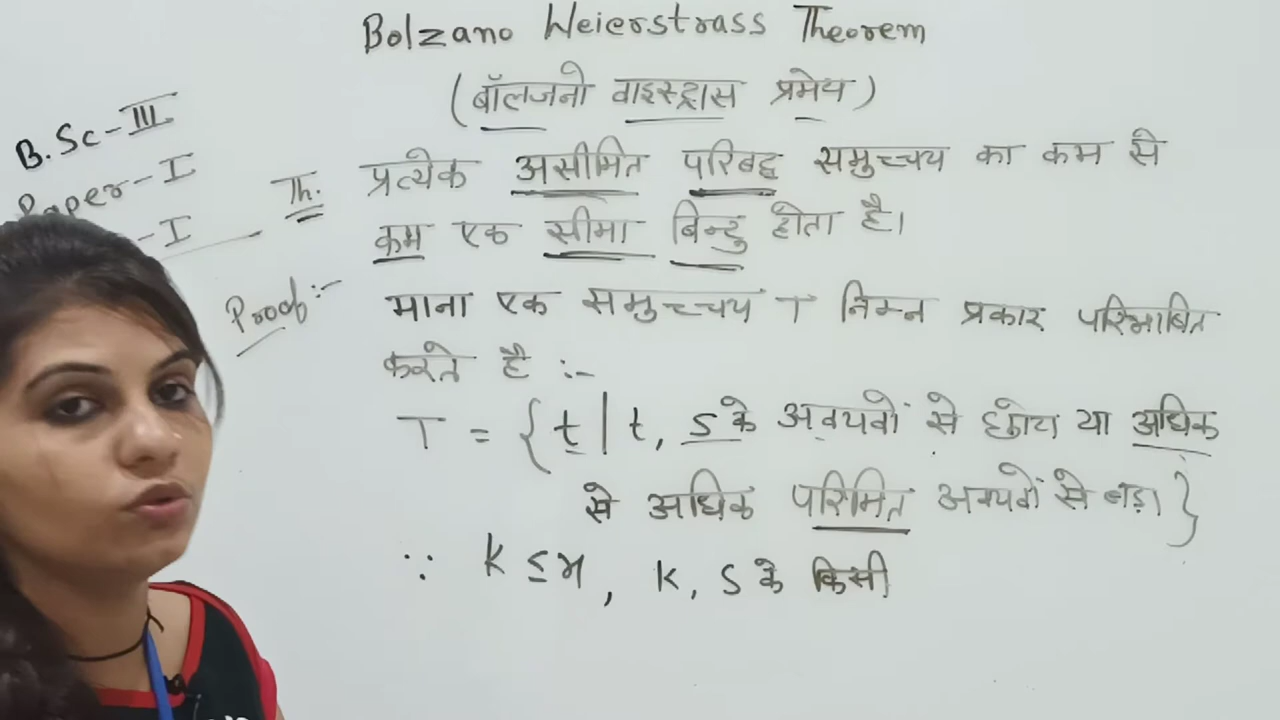 Bolzano Weierstrass Theorem
(बॉलजनो वाइस्ट्रास प्रमेय)
B.Sc-III
Paper-I
-I
Th: प्रत्येक असीमित परिबद्ध समुच्चय का कम से
कम एक सीमा बिन्दु होता है।
Proof:- माना एक समुच्चय T निम्न प्रकार परिभाषित
करते है :-
T = {t | t, S के अवयवों से छोटा या अधिक
से अधिक परिमित अवयवों से बड़ा}
∵ K ≤ x, K, S के किसी